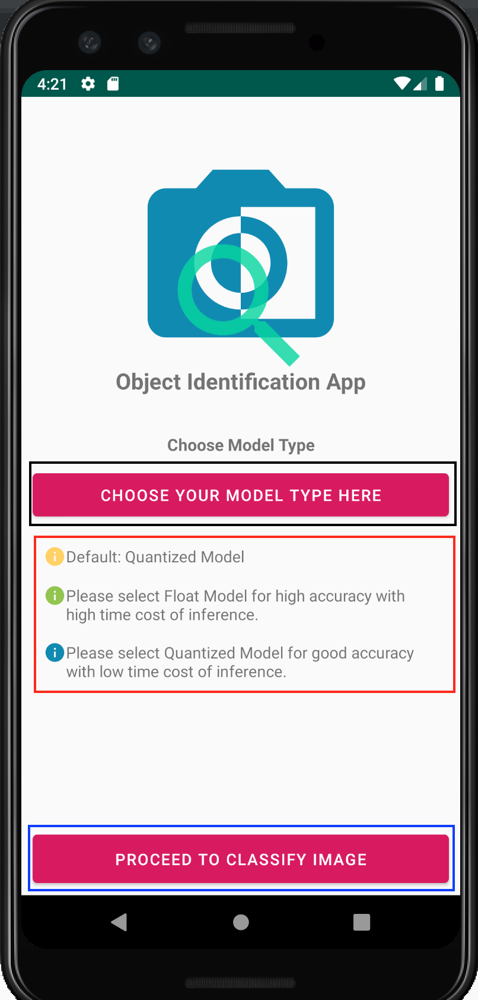 4:21
Object Identification App
Choose Model Type
CHOOSE YOUR MODEL TYPE HERE
Default: Quantized Model
Please select Float Model for high accuracy with
high time cost of inference.
Please select Quantized Model for good accuracy
with low time cost of inference.
PROCEED TO CLASSIFY IMAGE